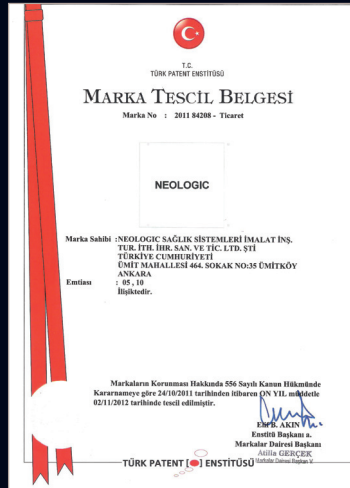 T.C.
TÜRK PATENT ENSTİTÜSÜ
MARKA TESCİL BELGESİ
Marka No : 2011 84208 - Ticaret
NEOLOGIC
Marka Sahibi :NEOLOGIC SAĞLIK SİSTEMLERİ İMALAT İNŞ.
TUR. İTH. İHR. SAN. VE TİC. LTD. ŞTİ
TÜRKİYE CUMHURİYETİ
ÜMİT MAHALLESİ 464. SOKAK NO:35 ÜMİTKÖY
ANKARA
Emtiası : 05 , 10
İlişiktedir.
Markaların Korunması Hakkında 556 Sayılı Kanun Hükmünde
Kararnameye göre 24/10/2011 tarihinden itibaren ON YIL müddetle
02/11/2012 tarihinde tescil edilmiştir.
B. AKIN
Enstitü Başkanı a.
Markalar Dairesi Başkanı
Atilla GERÇEK
Markalar Dairesi Başkan V.
TÜRK PATENT ENSTİTÜSÜ